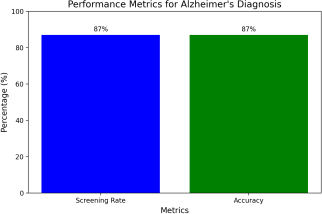 Performance Metrics for Alzheimer's Diagnosis
100
80
60
40
20
0
Percentage (%)
87%
87%
Screening Rate
Accuracy
Metrics